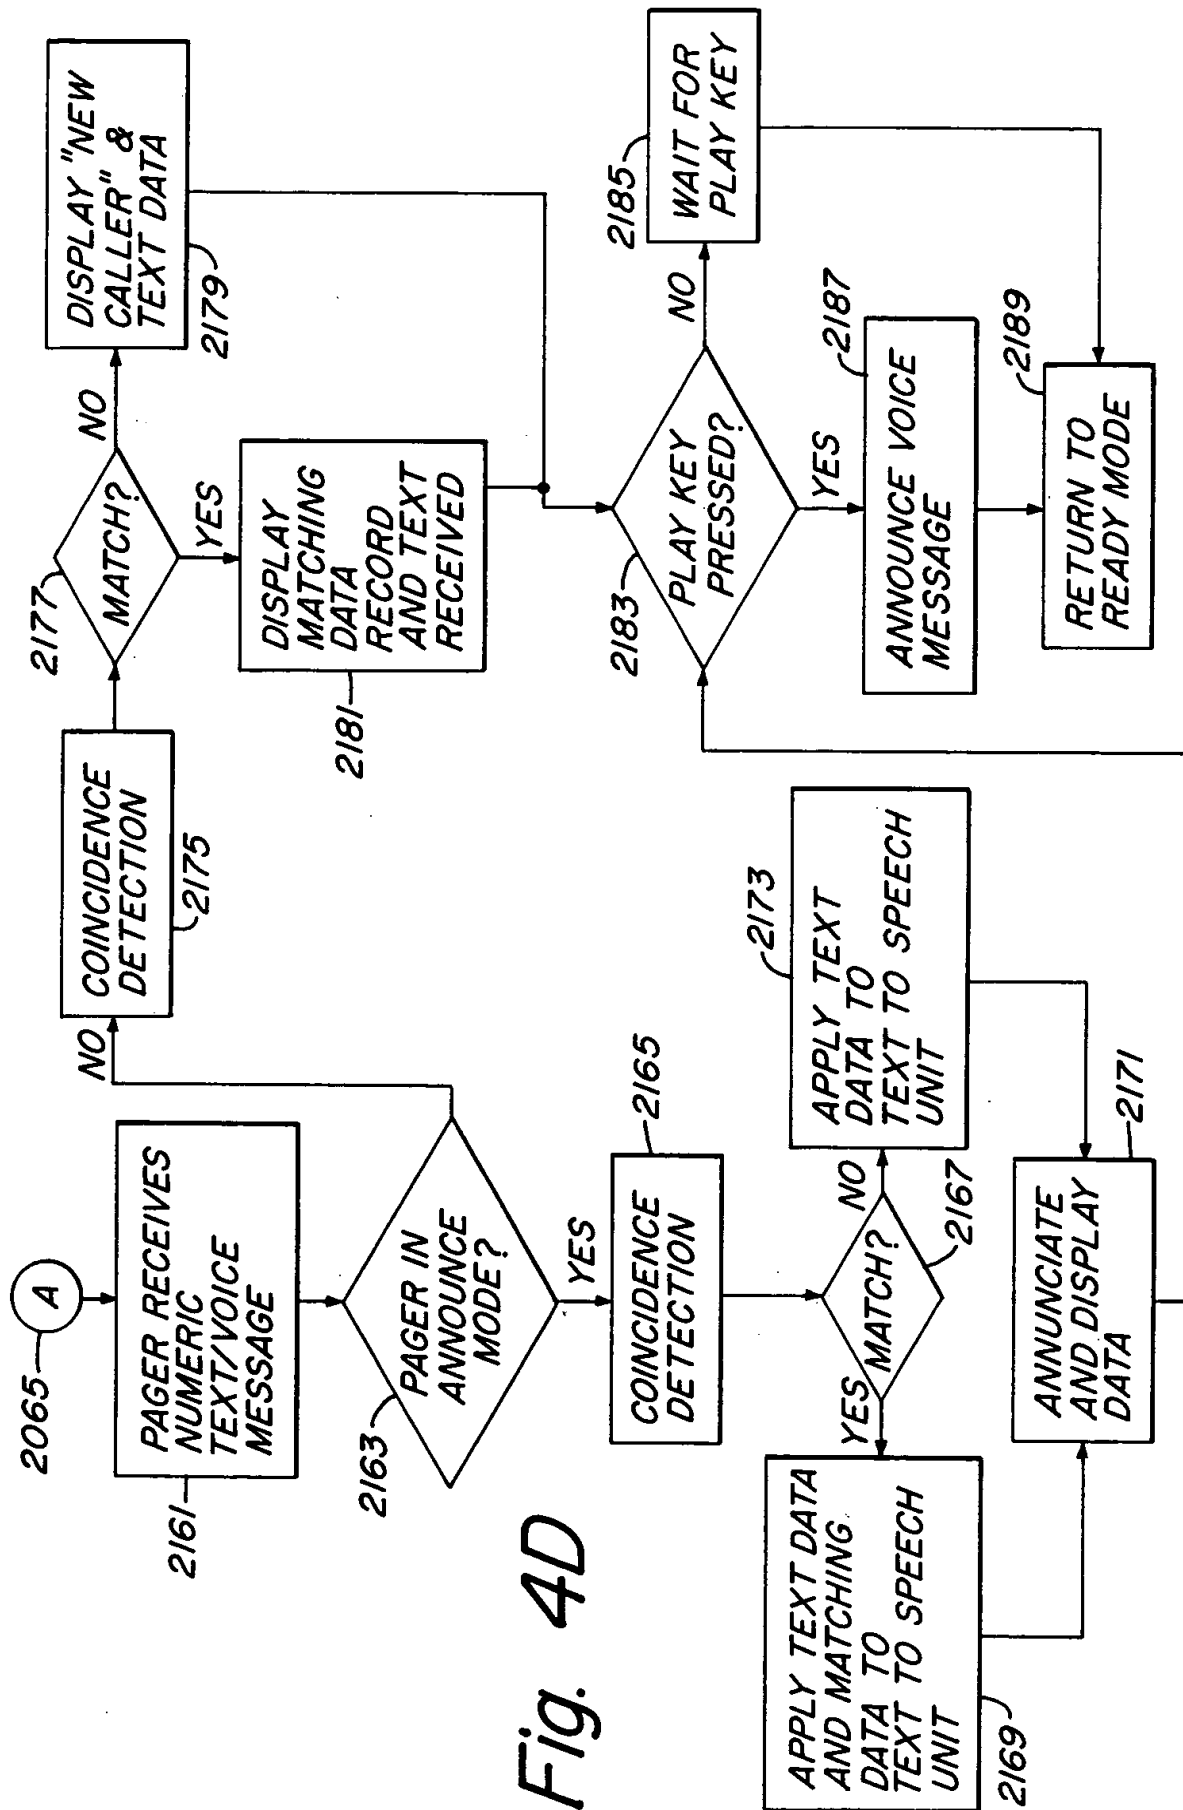 2065
A
2161
PAGER RECEIVES
NUMERIC
TEXT/VOICE
MESSAGE
2163
PAGER IN
ANNOUNCE
MODE?
NO
YES
2165
COINCIDENCE
DETECTION
2167
MATCH?
YES
NO
APPLY TEXT DATA
AND MATCHING
DATA TO
TEXT TO SPEECH
UNIT
2169
2173
APPLY TEXT
DATA TO
TEXT TO SPEECH
UNIT
2171
ANNUNCIATE
AND DISPLAY
DATA
COINCIDENCE
DETECTION
2175
2177
MATCH?
NO
YES
DISPLAY "NEW
CALLER" &
TEXT DATA
2179
DISPLAY
MATCHING
DATA
RECORD
AND TEXT
RECEIVED
2181
2183
PLAY KEY
PRESSED?
NO
YES
2185
WAIT FOR
PLAY KEY
2187
ANNOUNCE VOICE
MESSAGE
2189
RETURN TO
READY MODE
Fig. 4D